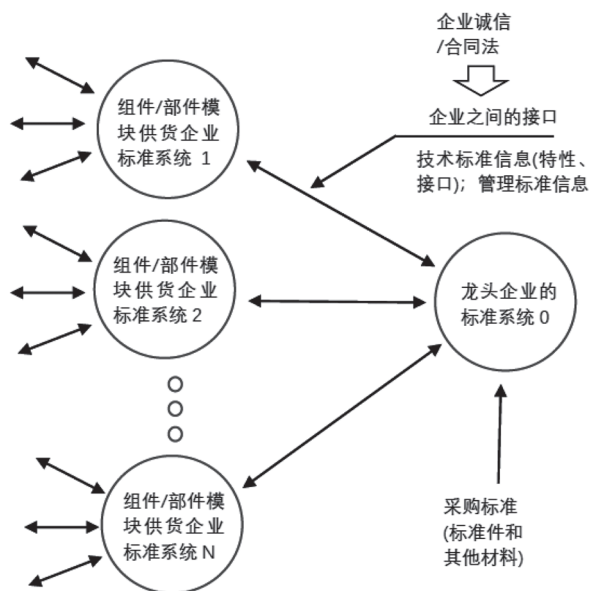 企业诚信
/合同法
企业之间的接口
技术标准信息(特性、
接口)；管理标准信息
组件/部件模
块供货企业
标准系统 1
组件/部件模
块供货企业
标准系统 2
龙头企业的
标准系统 0
组件/部件模
块供货企业
标准系统 N
采购标准
(标准件和
其他材料)